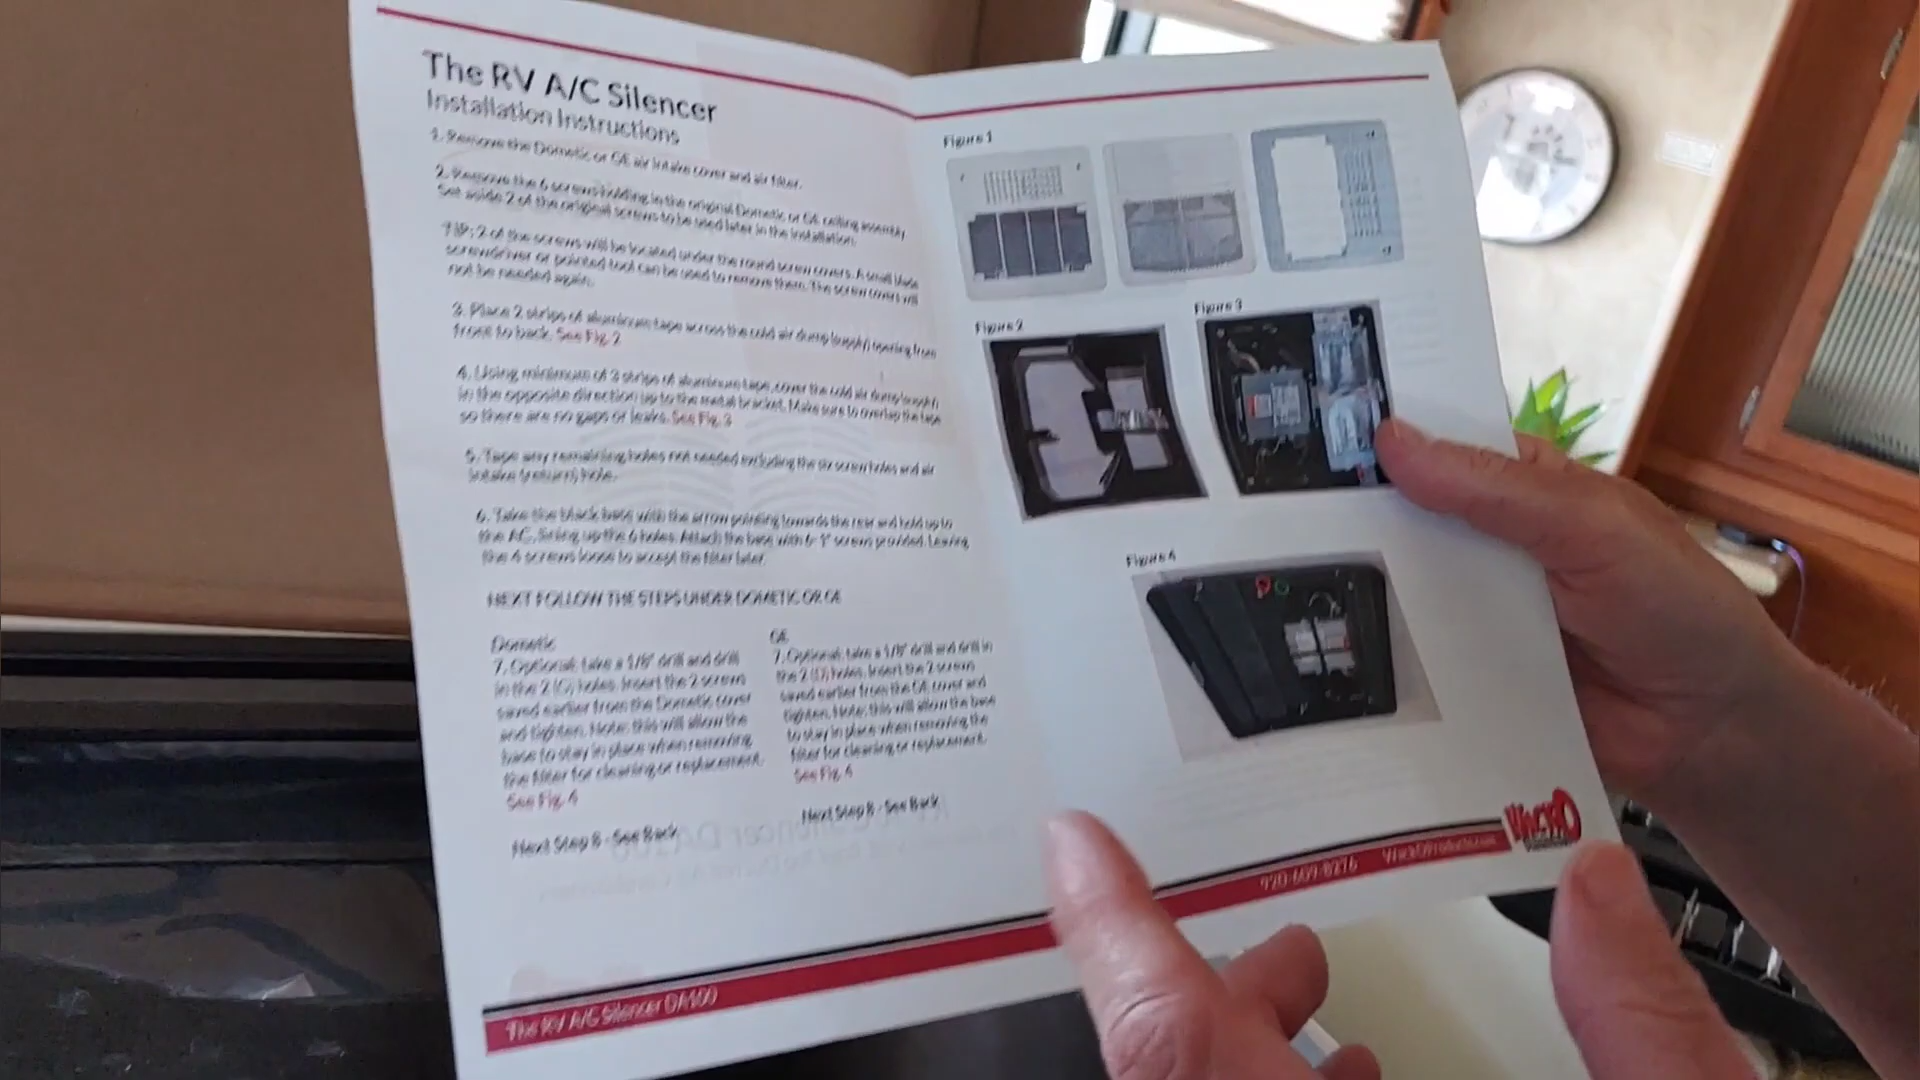 The RV A/C Silencer
Installation Instructions
1. Remove the Dometic or GE air intake cover and air filter.
2. Remove the 6 screws holding in the original Dometic or GE ceiling assembly.
Set aside 2 of the original screws to be used later in the installation.
TIP: 2 of the screws will be located under the round screw covers. A small blade
screwdriver or pointed tool can be used to remove them. The screw covers will
not be needed again.
3. Place 2 strips of aluminum tape across the cold air dump (supply) opening from
front to back. See Fig. 2
4. Using minimum of 3 strips of aluminum tape, cover the cold air dump (supply)
in the opposite direction up to the metal bracket. Make sure to overlap the tape
so there are no gaps or leaks. See Fig. 3
5. Tape any remaining holes not needed excluding the six screw holes and air
intake (return) hole.
6. Take the black base with the arrow pointing towards the rear and hold up to
the AC, lining up the 6 holes. Attach the base with 6- 1" screws provided. Leaving
the 4 screws loose to accept the filter later.
NEXT FOLLOW THE STEPS UNDER DOMETIC OR GE
Dometic
7. Optional: take a 1/8" drill and drill
in the 2 holes. Insert the 2 screws
saved earlier from the Dometic cover
and tighten. Note: this will allow the
base to stay in place when removing
the filter for cleaning or replacement.
See Fig. 4
Next Step 8 - See Back
GE
7. Optional: take a 1/8" drill and drill in
the 2 holes. Insert the 2 screws
saved earlier from the GE cover and
tighten. Note: this will allow the base
to stay in place when removing the
filter for cleaning or replacement.
See Fig. 4
Next Step 8 - See Back
The RV A/C Silencer DA100
Figure 1
Figure 2
Figure 3
Figure 4
920-609-8276 WackOProducts.com
WACKO